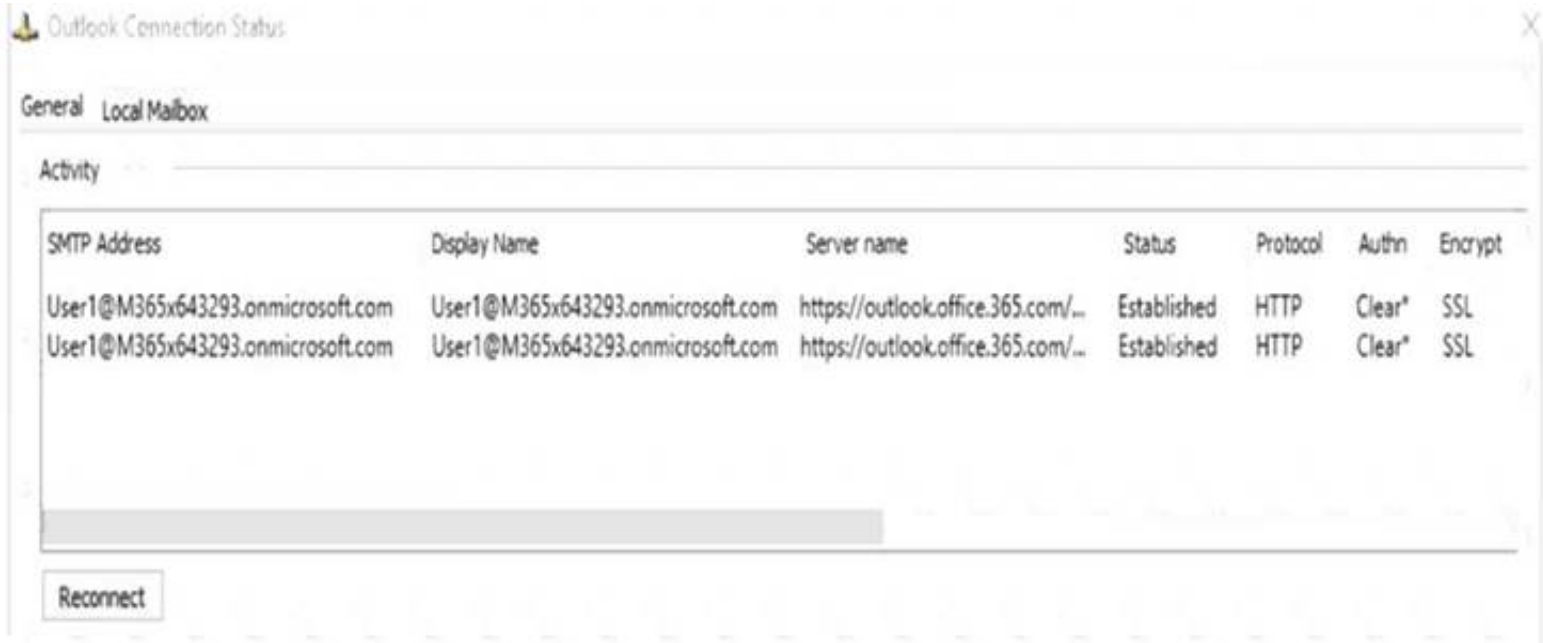 Outlook Connection Status
General Local Mailbox
Activity
SMTP Address Display Name Server name Status Protocol Authn Encrypt
User1@M365x643293.onmicrosoft.com User1@M365x643293.onmicrosoft.com https://outlook.office.365.com/... Established HTTP Clear* SSL
User1@M365x643293.onmicrosoft.com User1@M365x643293.onmicrosoft.com https://outlook.office.365.com/... Established HTTP Clear* SSL
Reconnect